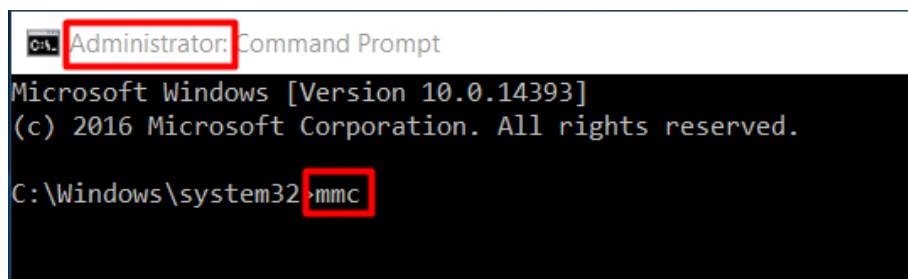 Administrator: Command Prompt
Microsoft Windows [Version 10.0.14393]
(c) 2016 Microsoft Corporation. All rights reserved.
C:\Windows\system32>mmc